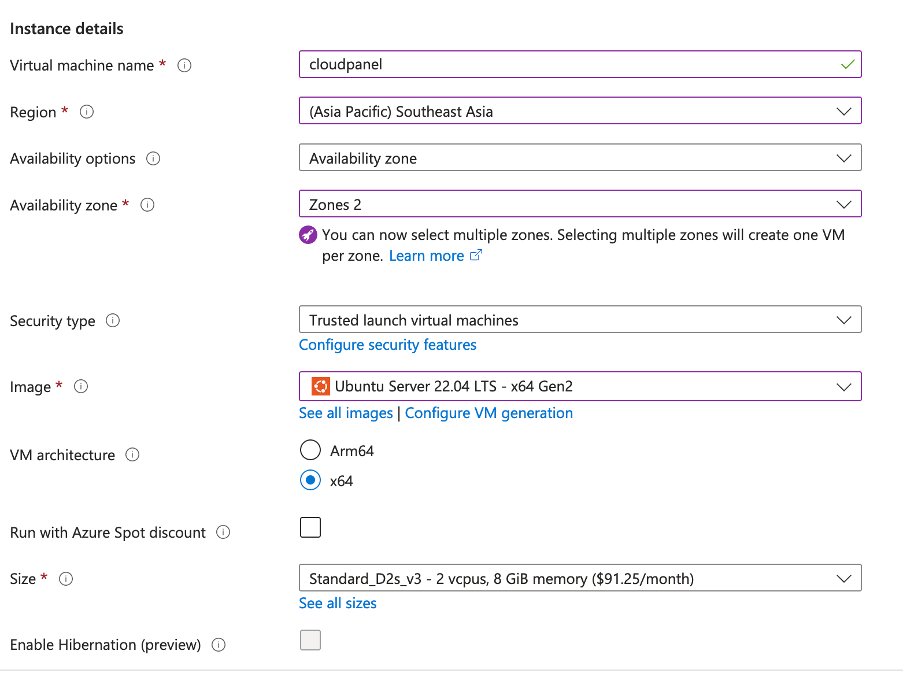 Instance details
Virtual machine name *
cloudpanel
Region *
(Asia Pacific) Southeast Asia
Availability options
Availability zone
Availability zone *
Zones 2
You can now select multiple zones. Selecting multiple zones will create one VM
per zone. Learn more
Security type
Trusted launch virtual machines
Configure security features
Image *
Ubuntu Server 22.04 LTS - x64 Gen2
See all images | Configure VM generation
VM architecture
Arm64
x64
Run with Azure Spot discount
Size *
Standard_D2s_v3 - 2 vcpus, 8 GiB memory ($91.25/month)
See all sizes
Enable Hibernation (preview)